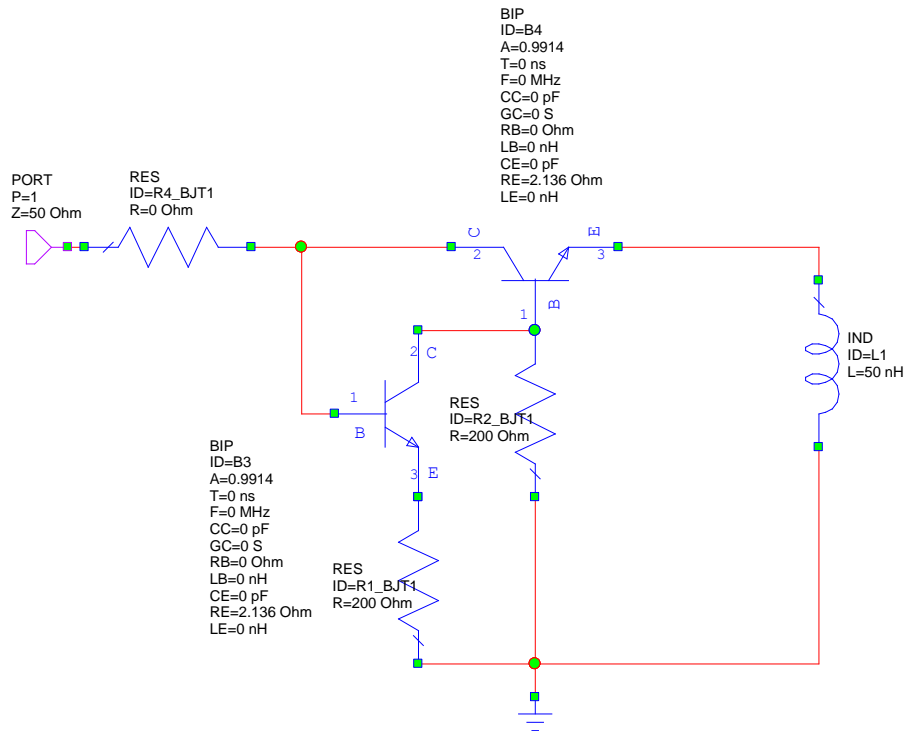 BIP
ID=B4
A=0.9914
T=0 ns
F=0 MHz
CC=0 pF
GC=0 S
RB=0 Ohm
LB=0 nH
CE=0 pF
RE=2.136 Ohm
LE=0 nH
PORT
P=1
Z=50 Ohm
RES
ID=R4_BJT1
R=0 Ohm
C
2
E
3
B
1
IND
ID=L1
L=50 nH
2
C
1
B
3
E
RES
ID=R2_BJT1
R=200 Ohm
BIP
ID=B3
A=0.9914
T=0 ns
F=0 MHz
CC=0 pF
GC=0 S
RB=0 Ohm
LB=0 nH
CE=0 pF
RE=2.136 Ohm
LE=0 nH
RES
ID=R1_BJT1
R=200 Ohm